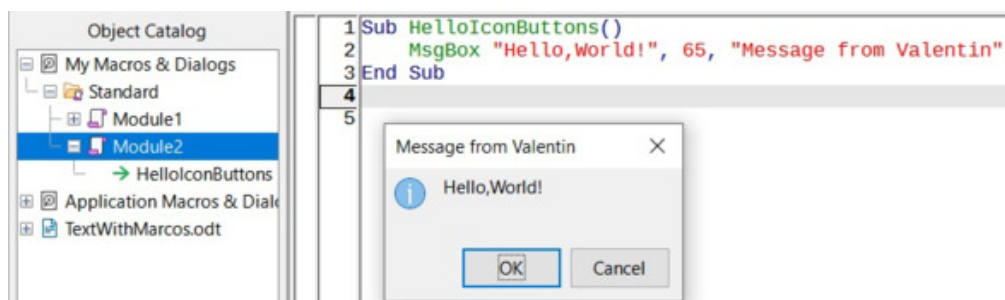 Object Catalog
My Macros & Dialogs
Standard
Module1
Module2
HelloIconButtons
Application Macros & Dial
TextWithMarcos.odt
1 Sub HelloIconButtons()
2 MsgBox "Hello,World!", 65, "Message from Valentin"
3 End Sub
4
5
Message from Valentin
Hello,World!
OK Cancel